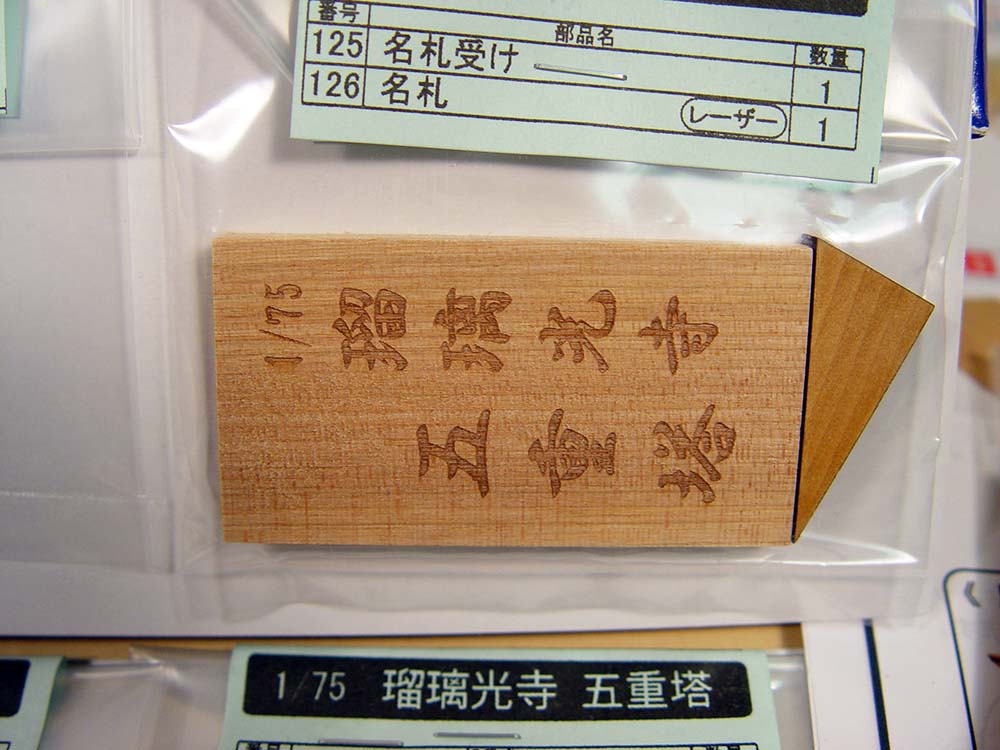 番号 部品名 数量
125 名札受け 1
126 名札 レーザー 1
1/75 瑠璃光寺
五重塔
1/75 瑠璃光寺 五重塔